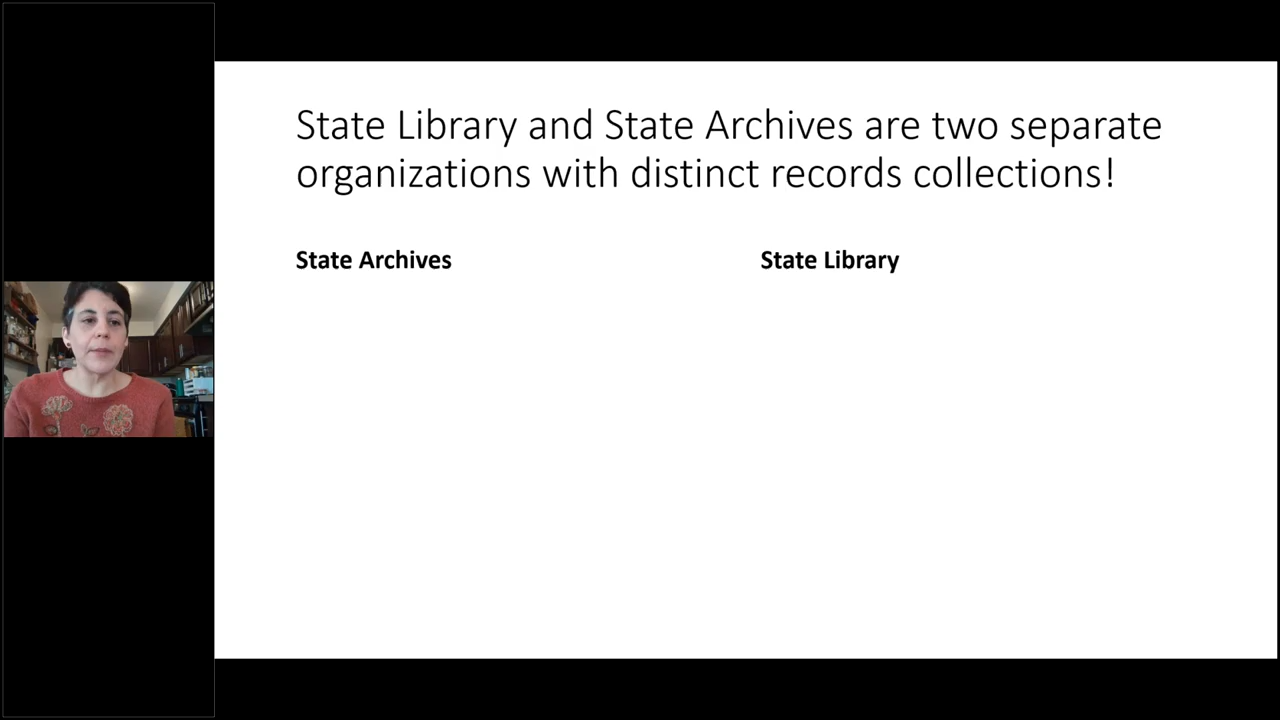 State Library and State Archives are two separate
organizations with distinct records collections!
State Archives
State Library